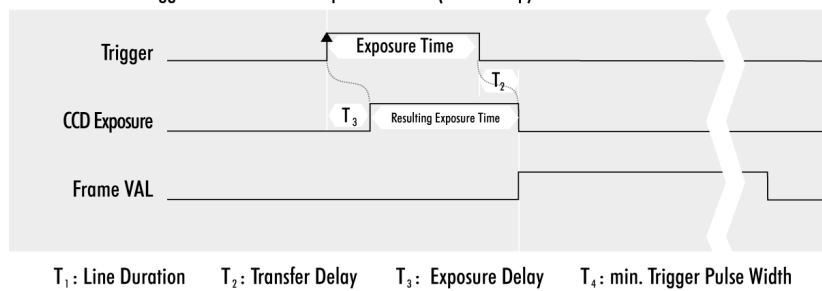 Trigger
Exposure Time
T₂
CCD Exposure
T₃
Resulting Exposure Time
Frame VAL
T₁: Line Duration T₂: Transfer Delay T₃: Exposure Delay T₄: min. Trigger Pulse Width